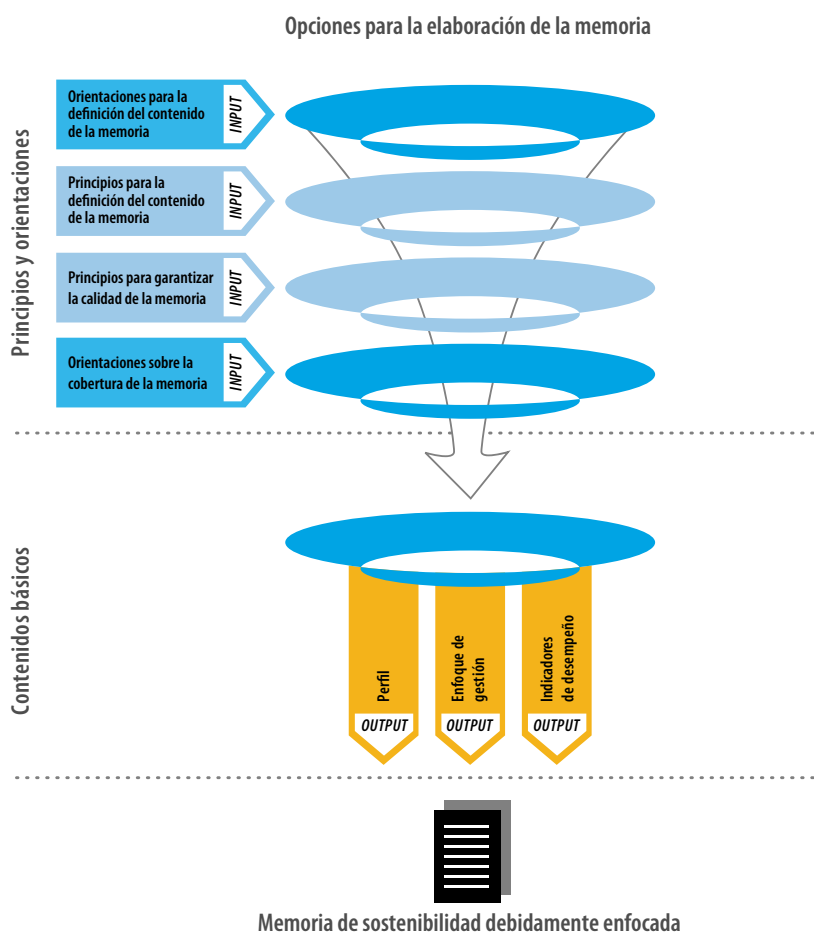 Opciones para la elaboración de la memoria
Principios y orientaciones
Orientaciones para la
definición del contenido
de la memoria
INPUT
Principios para la
definición del contenido
de la memoria
INPUT
Principios para garantizar
la calidad de la memoria
INPUT
Orientaciones sobre la
cobertura de la memoria
INPUT
Contenidos básicos
Perfil
OUTPUT
Enfoque de
gestión
OUTPUT
Indicadores
de desempeño
OUTPUT
Memoria de sostenibilidad debidamente enfocada